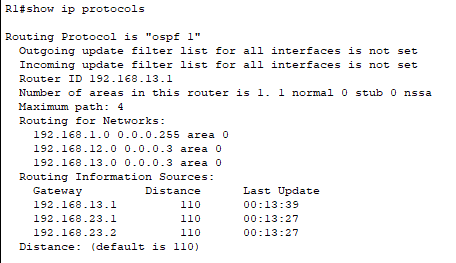 R1#show ip protocols
Routing Protocol is "ospf 1"
Outgoing update filter list for all interfaces is not set
Incoming update filter list for all interfaces is not set
Router ID 192.168.13.1
Number of areas in this router is 1. 1 normal 0 stub 0 nssa
Maximum path: 4
Routing for Networks:
192.168.1.0 0.0.0.255 area 0
192.168.12.0 0.0.0.3 area 0
192.168.13.0 0.0.0.3 area 0
Routing Information Sources:
Gateway Distance Last Update
192.168.13.1 110 00:13:39
192.168.23.1 110 00:13:27
192.168.23.2 110 00:13:27
Distance: (default is 110)